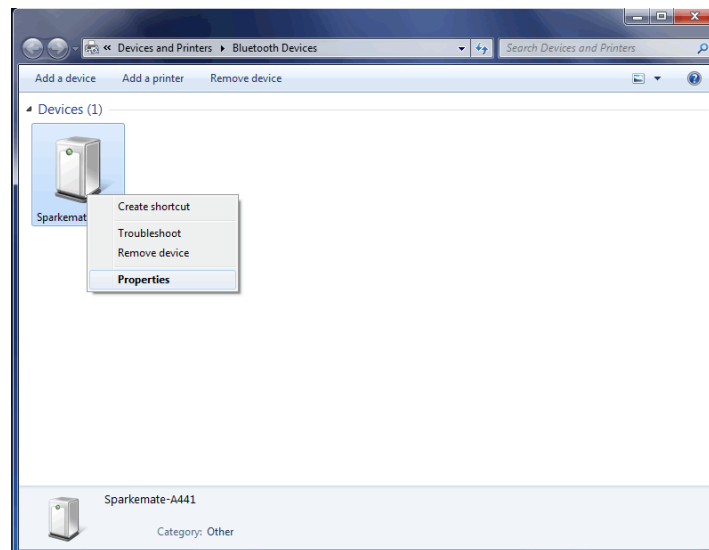 « Devices and Printers ▸ Bluetooth Devices
Search Devices and Printers
Add a device Add a printer Remove device
Devices (1)
Sparkemat
Create shortcut
Troubleshoot
Remove device
Properties
Sparkemate-A441
Category: Other